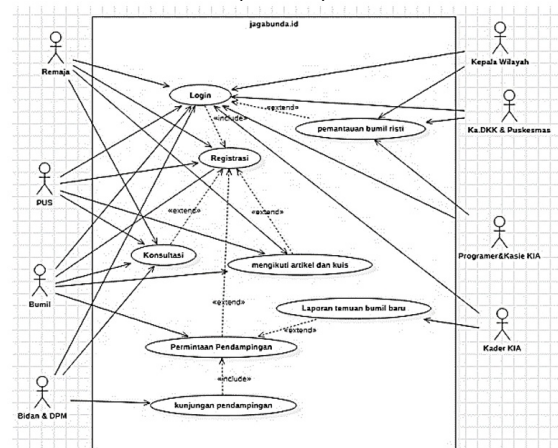 jagabunda.id
Remaja
Kepala Wilayah
Login
«include»
«extend»
pemantauan bumil risti
Ka.DKK & Puskesmas
Registrasi
PUS
«extend»
«extend»
Konsultasi
mengikuti artikel dan kuis
Programer&Kasie KIA
Bumil
«extend»
Laporan temuan bumil baru
«extend»
Kader KIA
Permintaan Pendampingan
«include»
kunjungan pendampingan
Bidan & DPM